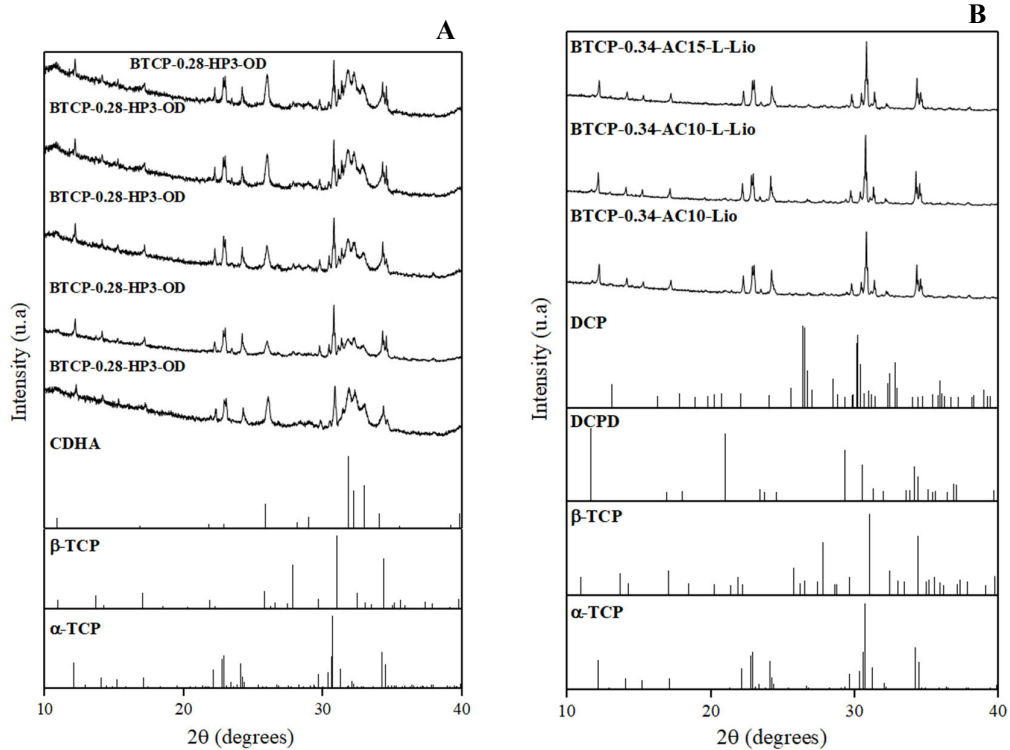 A
BTCP-0.28-HP3-OD
BTCP-0.28-HP3-OD
BTCP-0.28-HP3-OD
BTCP-0.28-HP3-OD
BTCP-0.28-HP3-OD
CDHA
β-TCP
α-TCP
Intensity (u.a)
10 20 30 40
2θ (degrees)
B
BTCP-0.34-AC15-L-Lio
BTCP-0.34-AC10-L-Lio
BTCP-0.34-AC10-Lio
DCP
DCPD
β-TCP
α-TCP
Intensity (u.a)
10 20 30 40
2θ (degrees)